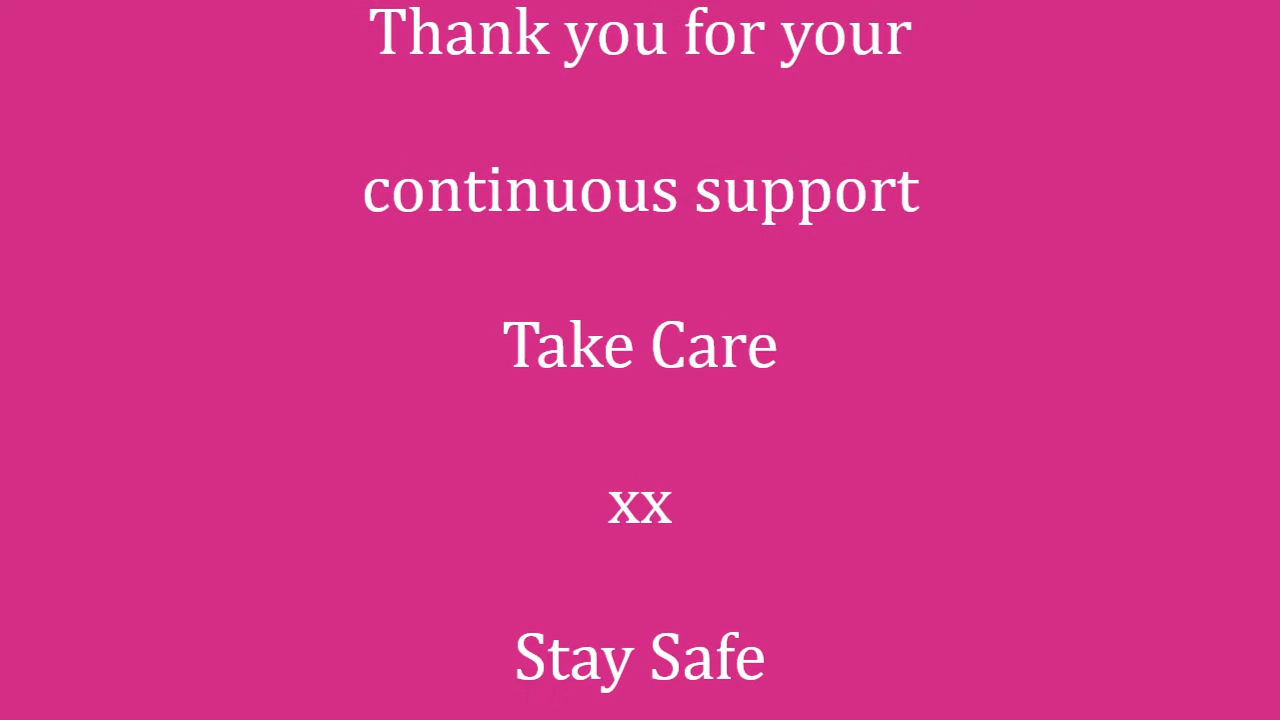 Thank you for your
continuous support
Take Care
xx
Stay Safe